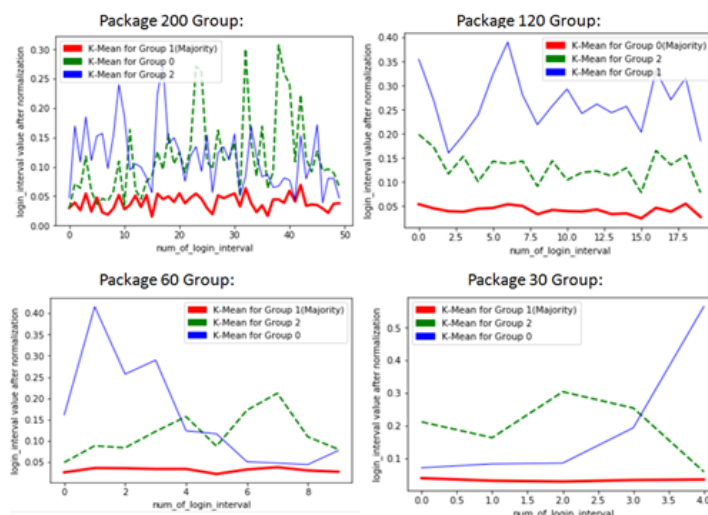 Package 200 Group:
K-Mean for Group 1(Majority)
K-Mean for Group 0
K-Mean for Group 2
login_interval value after normalization
0.30
0.25
0.20
0.15
0.10
0.05
0.00
0 10 20 30 40 50
num_of_login_interval
Package 120 Group:
K-Mean for Group 0(Majority)
K-Mean for Group 2
K-Mean for Group 1
login_interval value after normalization
0.40
0.35
0.30
0.25
0.20
0.15
0.10
0.05
0.0 2.5 5.0 7.5 10.0 12.5 15.0 17.5
num_of_login_interval
Package 60 Group:
K-Mean for Group 1(Majority)
K-Mean for Group 2
K-Mean for Group 0
login_interval value after normalization
0.40
0.35
0.30
0.25
0.20
0.15
0.10
0.05
0 2 4 6 8
num_of_login_interval
Package 30 Group:
K-Mean for Group 1(Majority)
K-Mean for Group 2
K-Mean for Group 0
login_interval value after normalization
0.5
0.4
0.3
0.2
0.1
0.0 0.5 1.0 1.5 2.0 2.5 3.0 3.5 4.0
num_of_login_interval